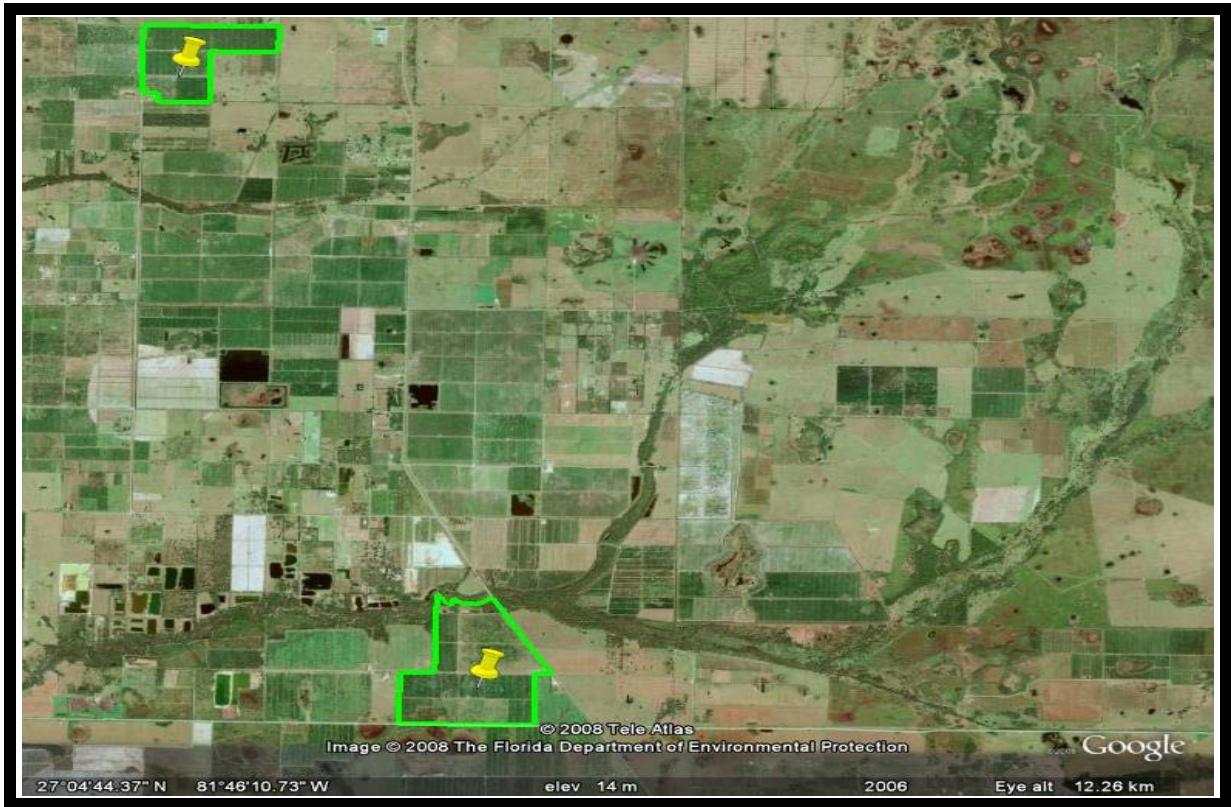 © 2008 Tele Atlas
Image © 2008 The Florida Department of Environmental Protection
©2008 Google
27°04'44.37" N 81°46'10.73" W elev 14 m 2006 Eye alt 12.26 km